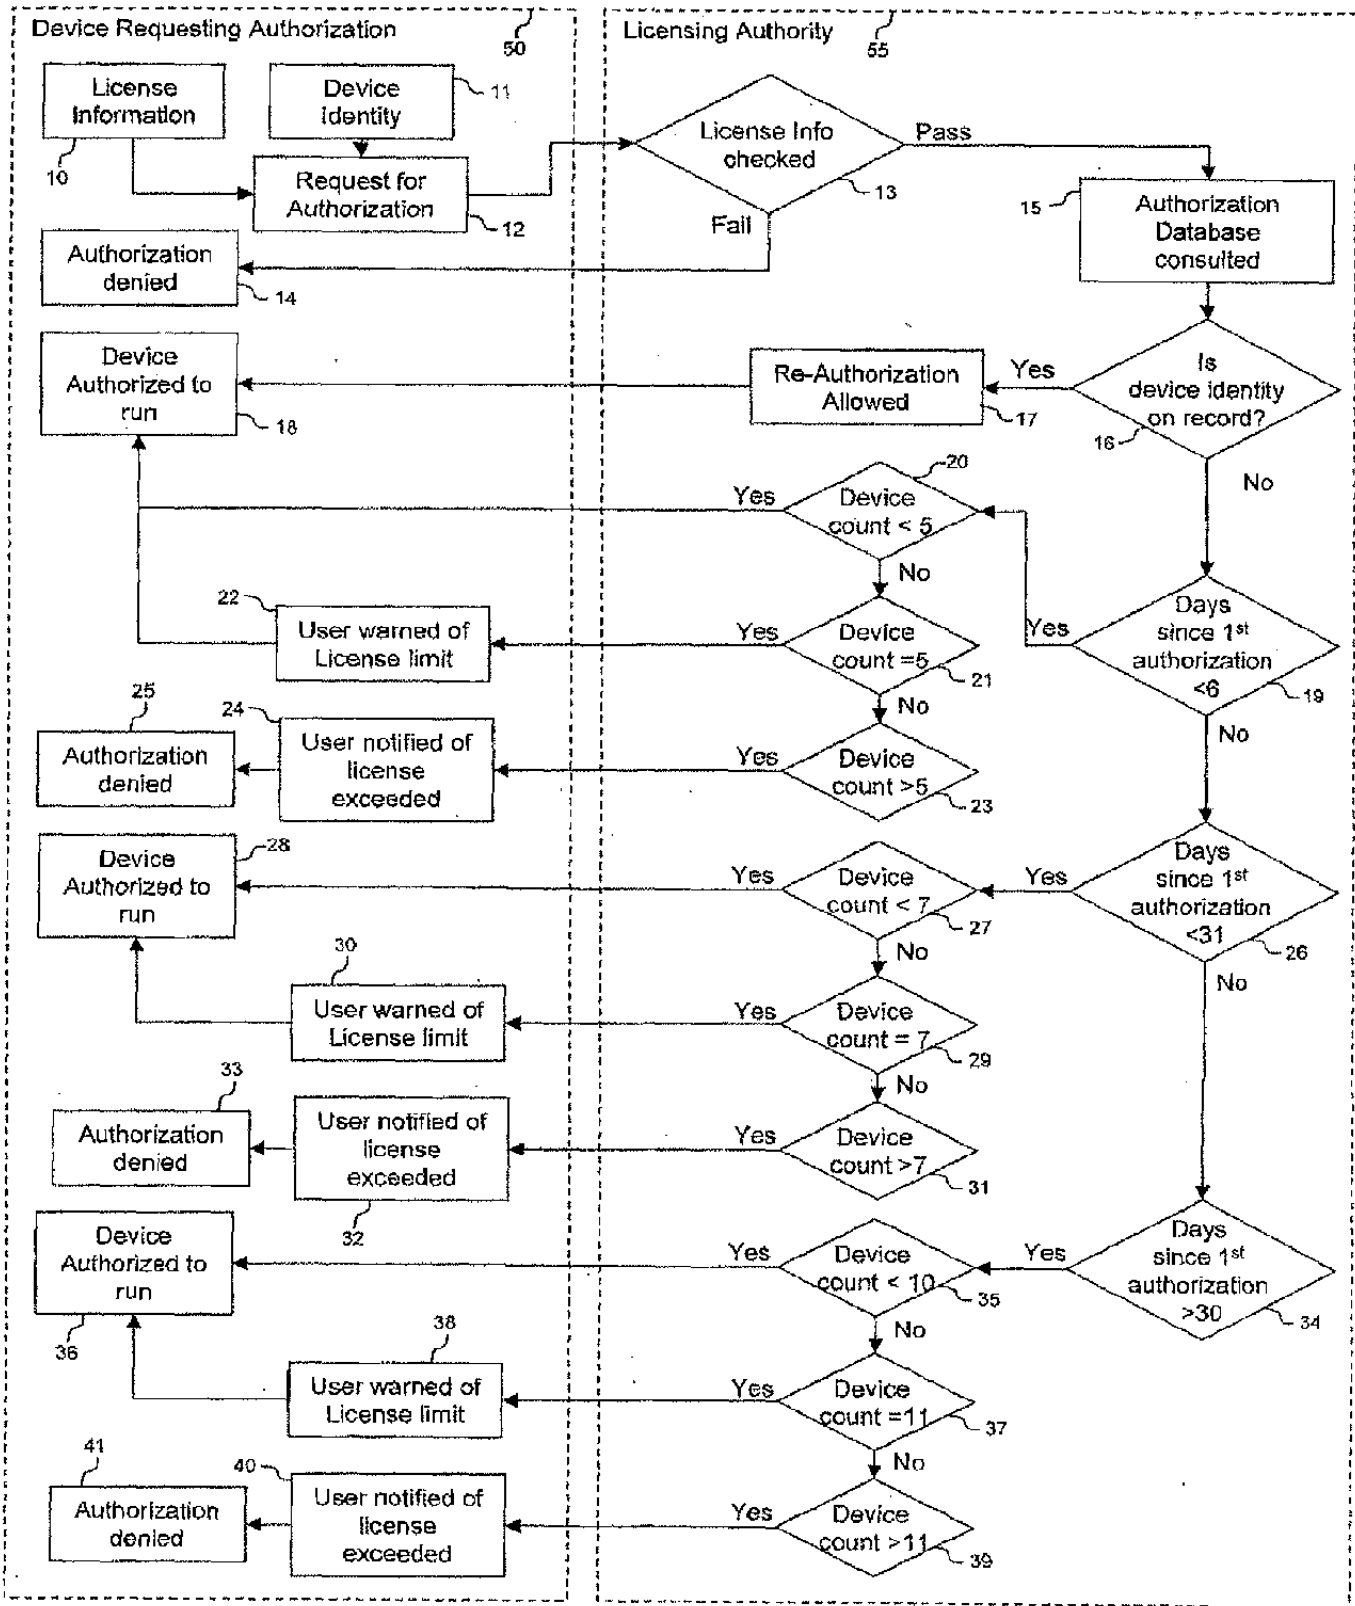 Device Requesting Authorization
50
Licensing Authority
55
License
Information
10
Device
Identity
11
Request for
Authorization
12
License Info
checked
13
Pass
Fail
Authorization
denied
14
15
Authorization
Database
consulted
Is
device identity
on record?
16
Yes
No
Re-Authorization
Allowed
17
Device
Authorized to
run
18
Days
since 1st
authorization
<6
19
Yes
No
20
Device
count < 5
Yes
No
Device
count =5
21
Yes
No
22
User warned of
License limit
Device
count >5
23
Yes
24
User notified of
license
exceeded
25
Authorization
denied
Days
since 1st
authorization
<31
26
Yes
No
Device
count < 7
27
Yes
No
Device
Authorized to
run
28
Device
count = 7
29
Yes
No
30
User warned of
License limit
Device
count >7
31
Yes
User notified of
license
exceeded
32
33
Authorization
denied
Days
since 1st
authorization
>30
34
Yes
Device
count < 10
35
Yes
No
Device
Authorized to
run
36
Device
count =11
37
Yes
No
38
User warned of
License limit
Device
count >11
39
Yes
40
User notified of
license
exceeded
41
Authorization
denied